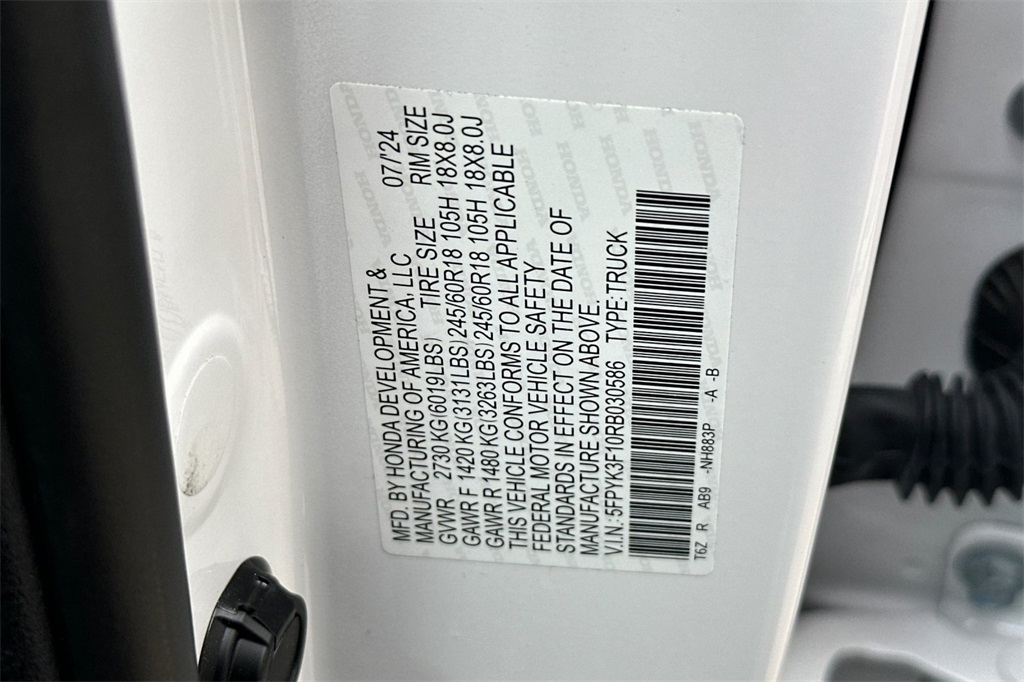 MFD. BY HONDA DEVELOPMENT &
MANUFACTURING OF AMERICA, LLC 07/'24
GVWR 2730 KG(6019LBS) TIRE SIZE RIM SIZE
GAWR F 1420 KG(3131LBS)245/60R18 105H 18X8.0J
GAWR R 1480 KG(3263LBS)245/60R18 105H 18X8.0J
THIS VEHICLE CONFORMS TO ALL APPLICABLE
FEDERAL MOTOR VEHICLE SAFETY
STANDARDS IN EFFECT ON THE DATE OF
MANUFACTURE SHOWN ABOVE.
V.I.N.:5FPYK3F10RB030586 TYPE:TRUCK
T6Z R AB9 -NH883P -A -B